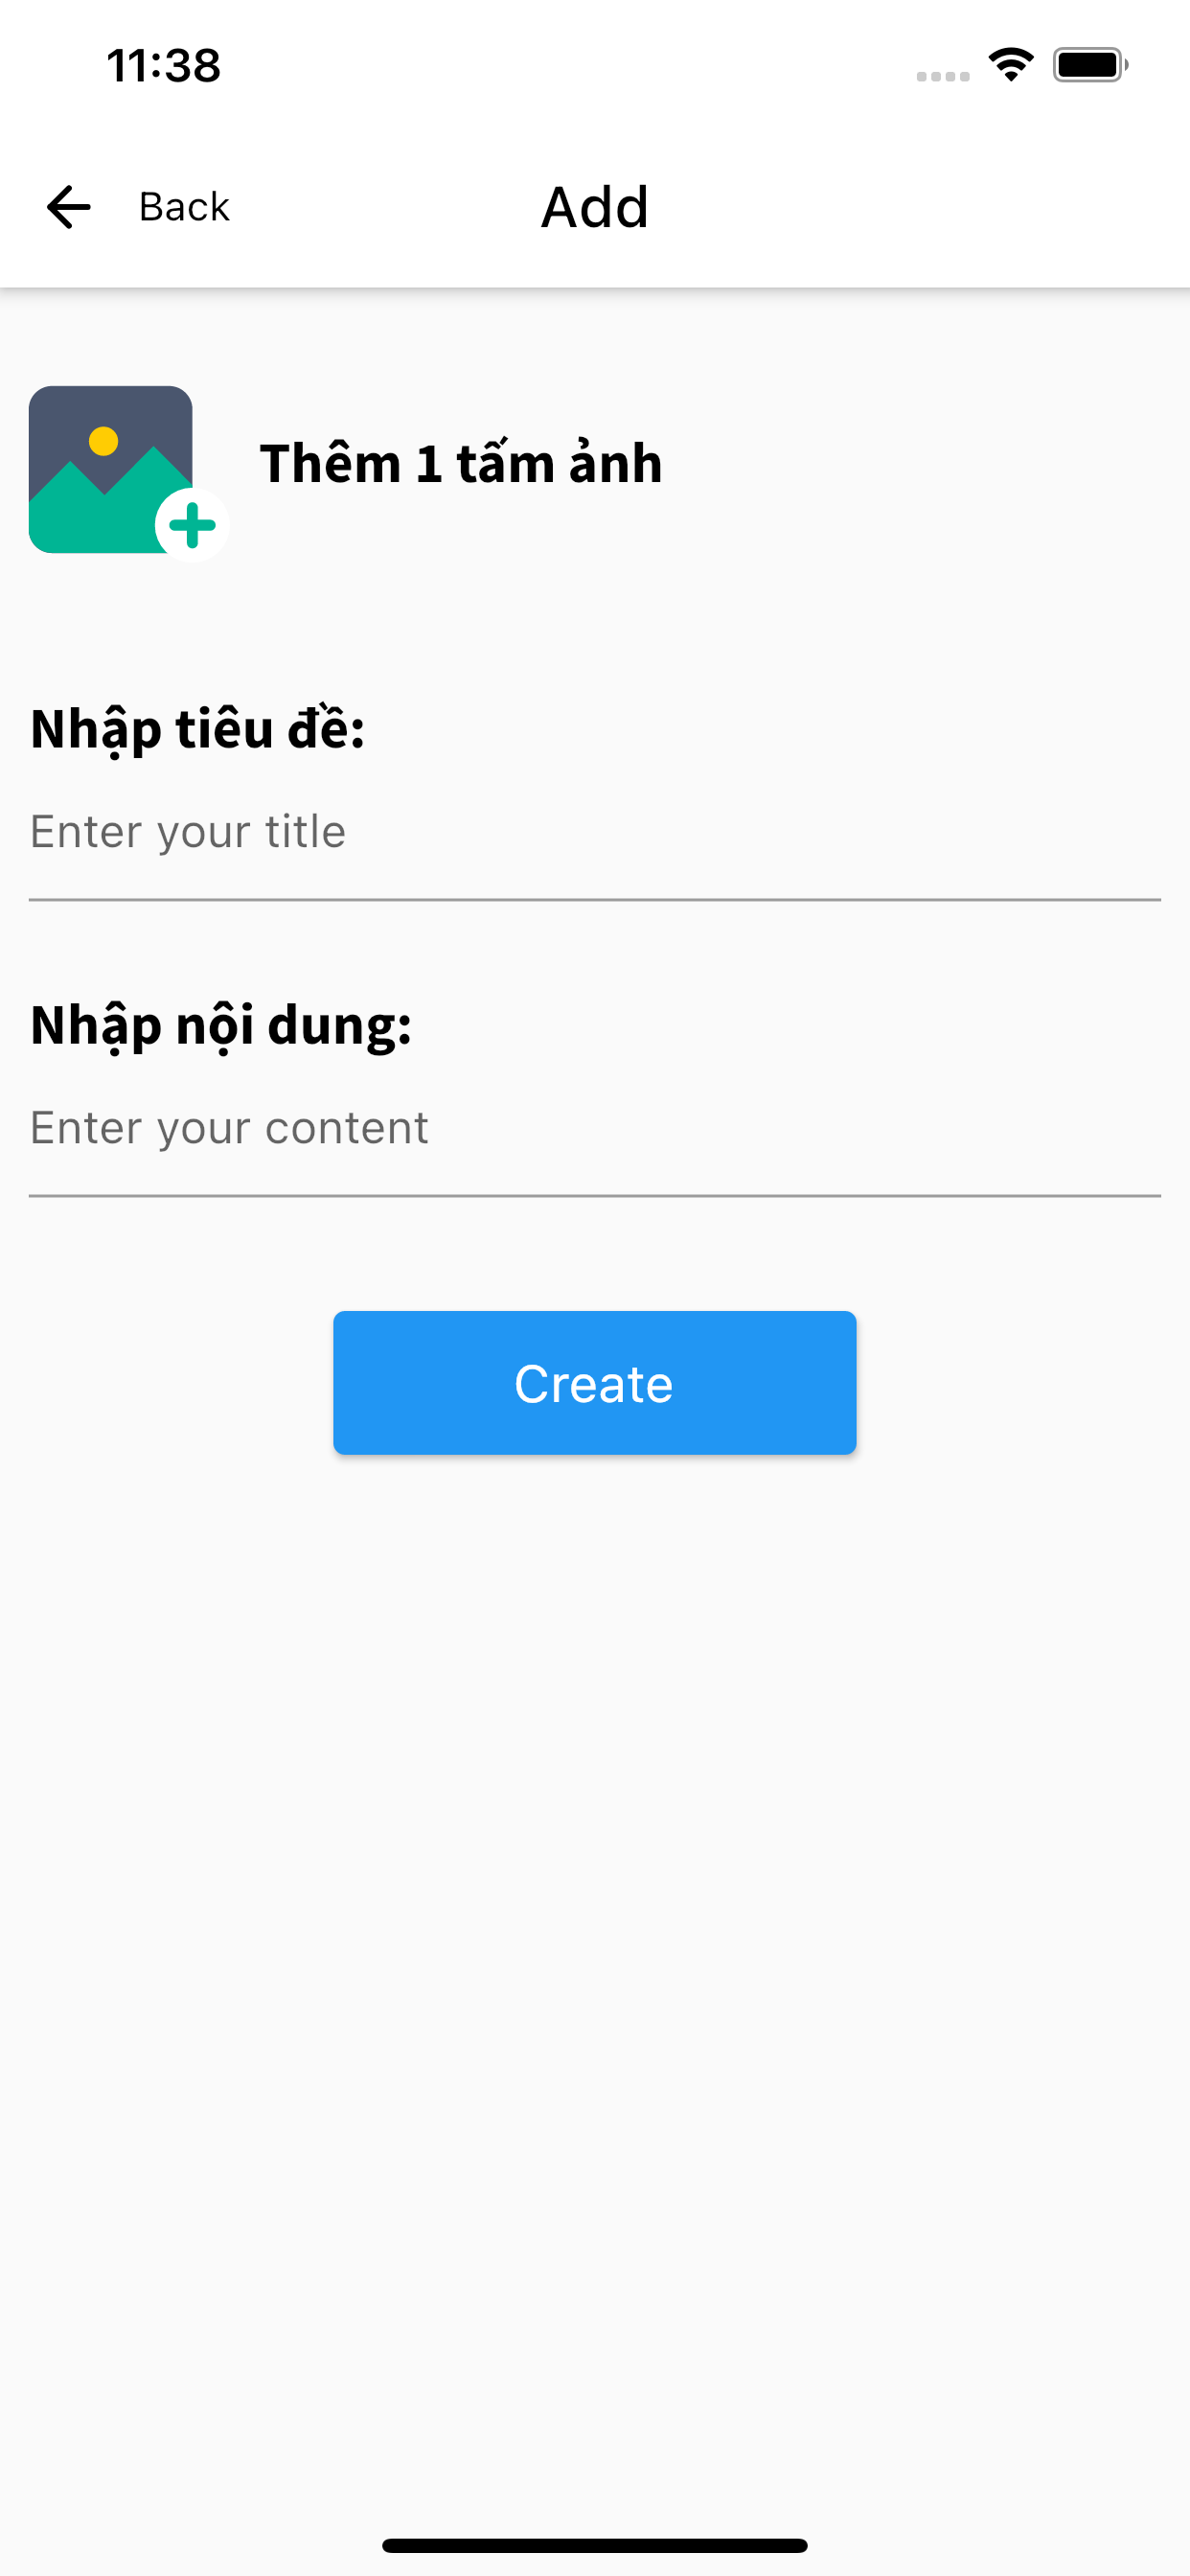 11:38
Back
Add
Thêm 1 tấm ảnh
Nhập tiêu đề:
Enter your title
Nhập nội dung:
Enter your content
Create